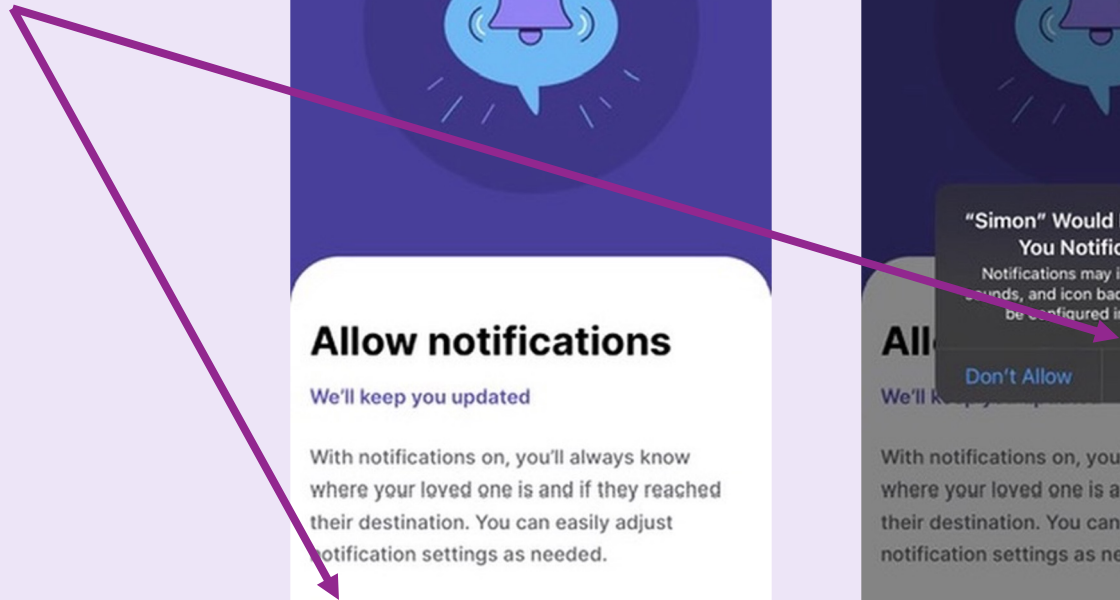 Allow notifications
We'll keep you updated
With notifications on, you'll always know
where your loved one is and if they reached
their destination. You can easily adjust
notification settings as needed.
"Simon" Would
You Notific
Notifications may i
sounds, and icon bad
be configured in
Don't Allow
All
We'll k
With notifications on, you
where your loved one is a
their destination. You can
notification settings as ne